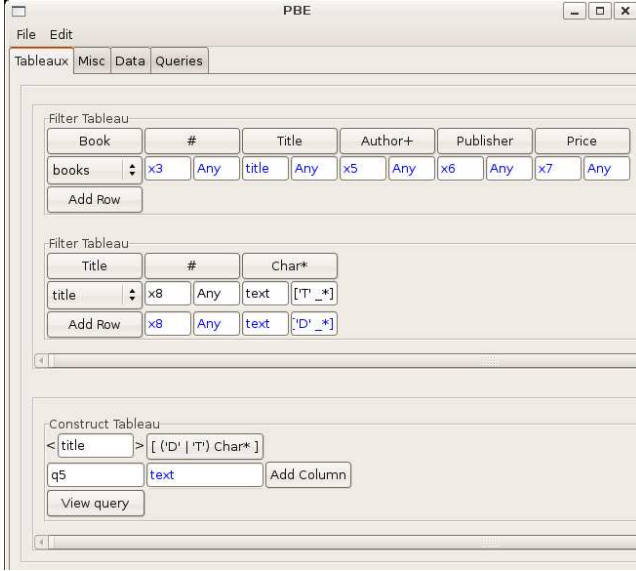 PBE
File Edit
Tableaux Misc Data Queries
Filter Tableau
Book # Title Author+ Publisher Price
books x3 Any title Any x5 Any x6 Any x7 Any
Add Row
Filter Tableau
Title # Char*
title x8 Any text ['T' _*]
Add Row x8 Any text ['D' _*]
Construct Tableau
< title > [ ('D' | 'T') Char* ]
q5 text Add Column
View query